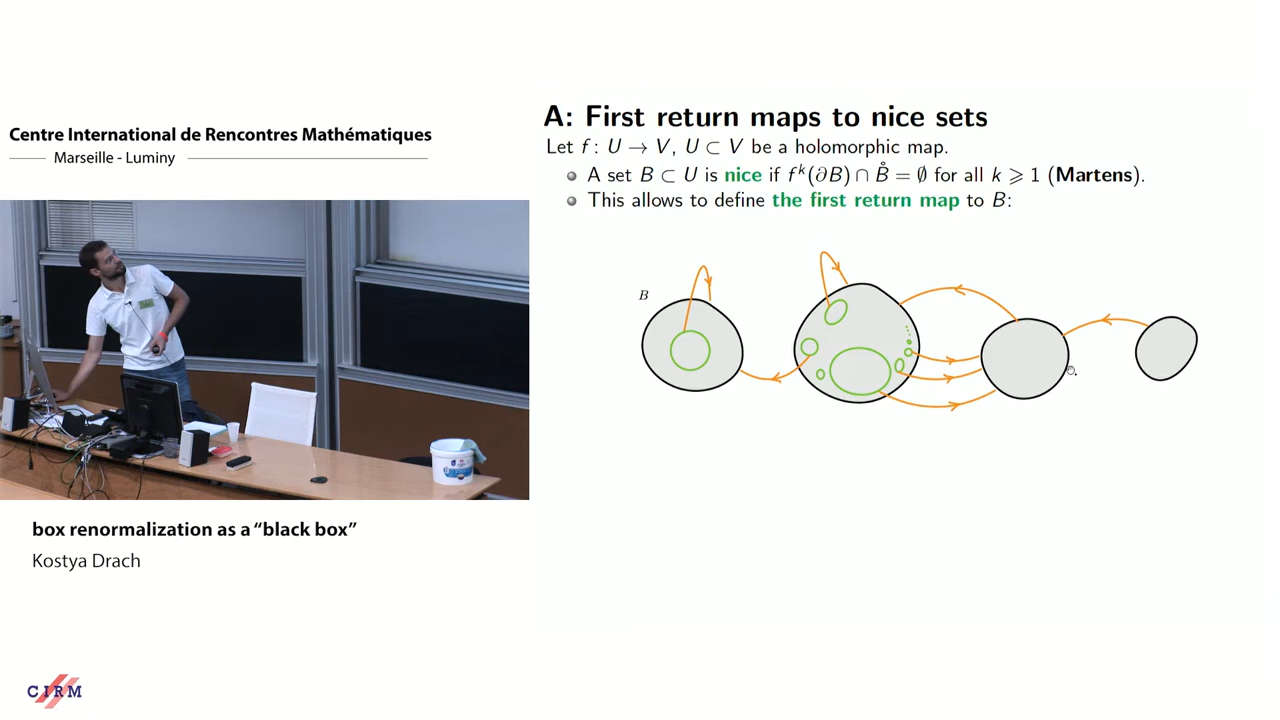 Centre International de Rencontres Mathématiques
Marseille - Luminy
A: First return maps to nice sets
Let f : U → V, U ⊂ V be a holomorphic map.
A set B ⊂ U is nice if fᵏ(∂B) ∩ B̊ = ∅ for all k ⩾ 1 (Martens).
This allows to define the first return map to B:
B
box renormalization as a “black box”
Kostya Drach
CIRM